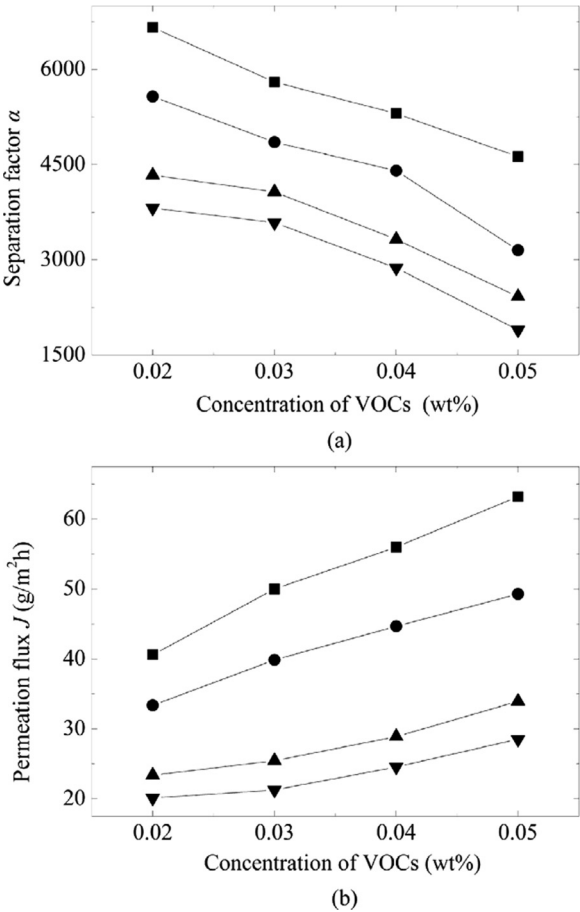 6000
4500
3000
1500
Separation factor α
0.02 0.03 0.04 0.05
Concentration of VOCs (wt%)
(a)
60
50
40
30
20
Permeation flux J (g/m²h)
0.02 0.03 0.04 0.05
Concentration of VOCs (wt%)
(b)